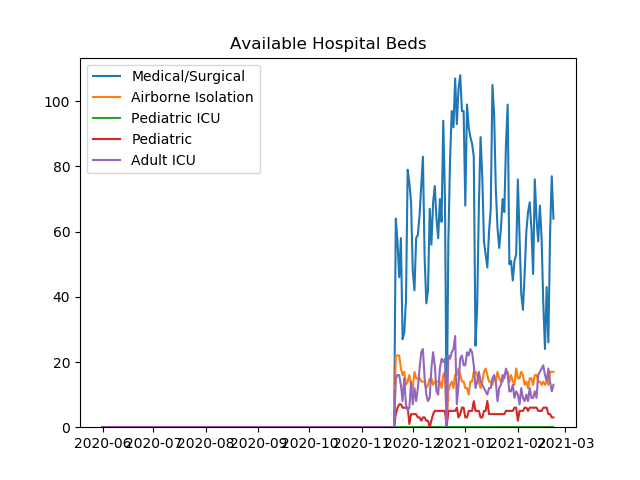 Available Hospital Beds
Medical/Surgical
Airborne Isolation
Pediatric ICU
Pediatric
Adult ICU
100
80
60
40
20
0
2020-06 2020-07 2020-08 2020-09 2020-10 2020-11 2020-12 2021-01 2021-02 2021-03